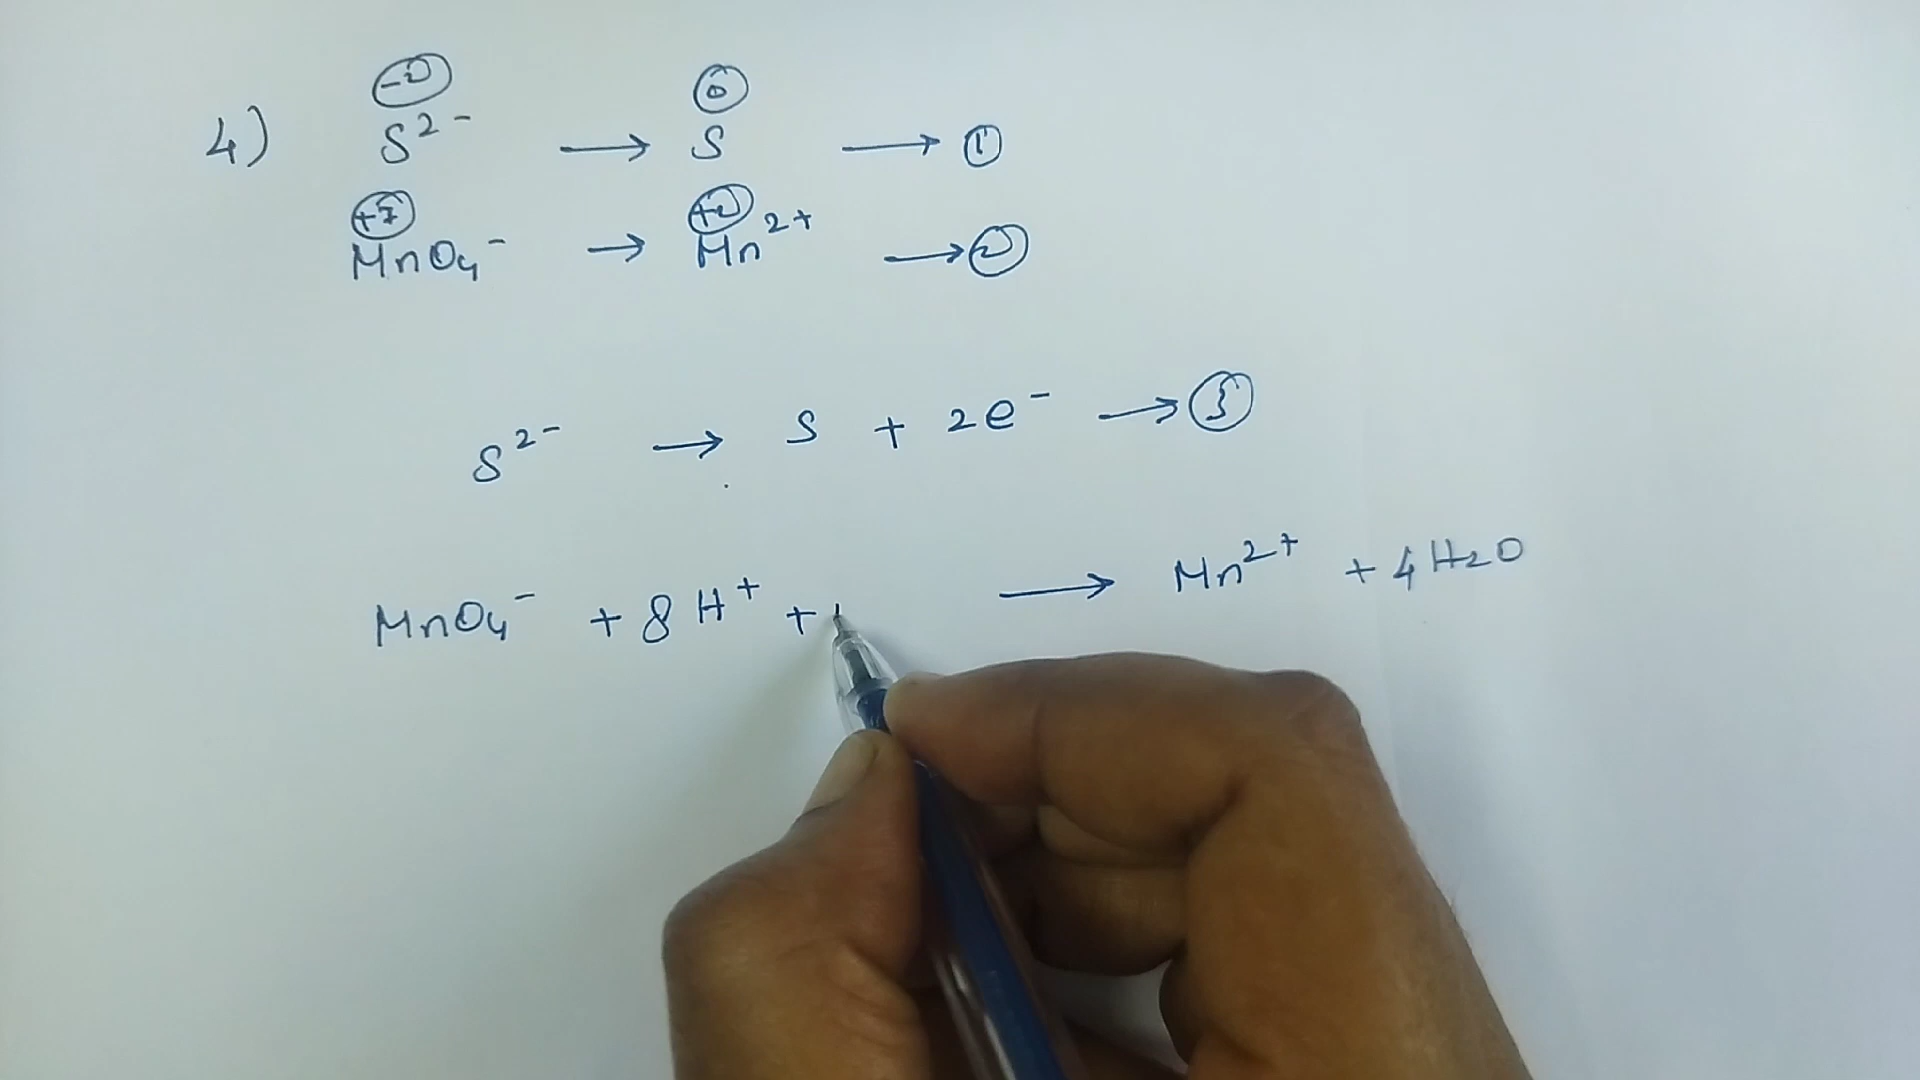 -2 0
4) S²⁻ → S → ①
+7 +2
MnO₄⁻ → Mn²⁺ → ②
S²⁻ → S + 2e⁻ → ③
MnO₄⁻ + 8H⁺ + → Mn²⁺ + 4H₂O